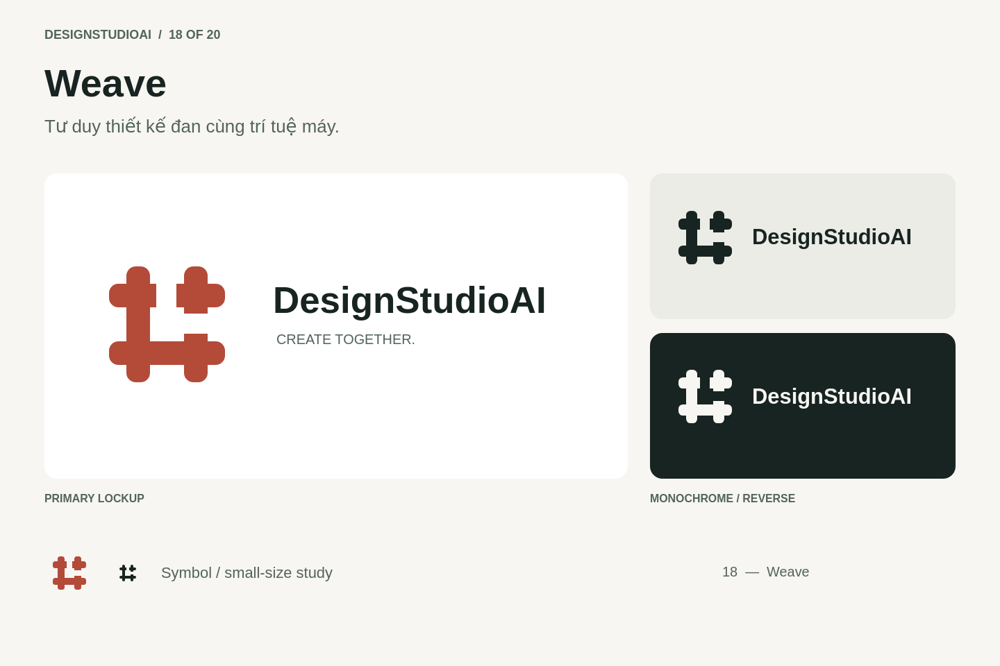 DESIGNSTUDIOAI / 18 OF 20
Weave
Tư duy thiết kế đan cùng trí tuệ máy.
DesignStudioAI
CREATE TOGETHER.
DesignStudioAI
DesignStudioAI
PRIMARY LOCKUP
MONOCHROME / REVERSE
Symbol / small-size study
18 — Weave